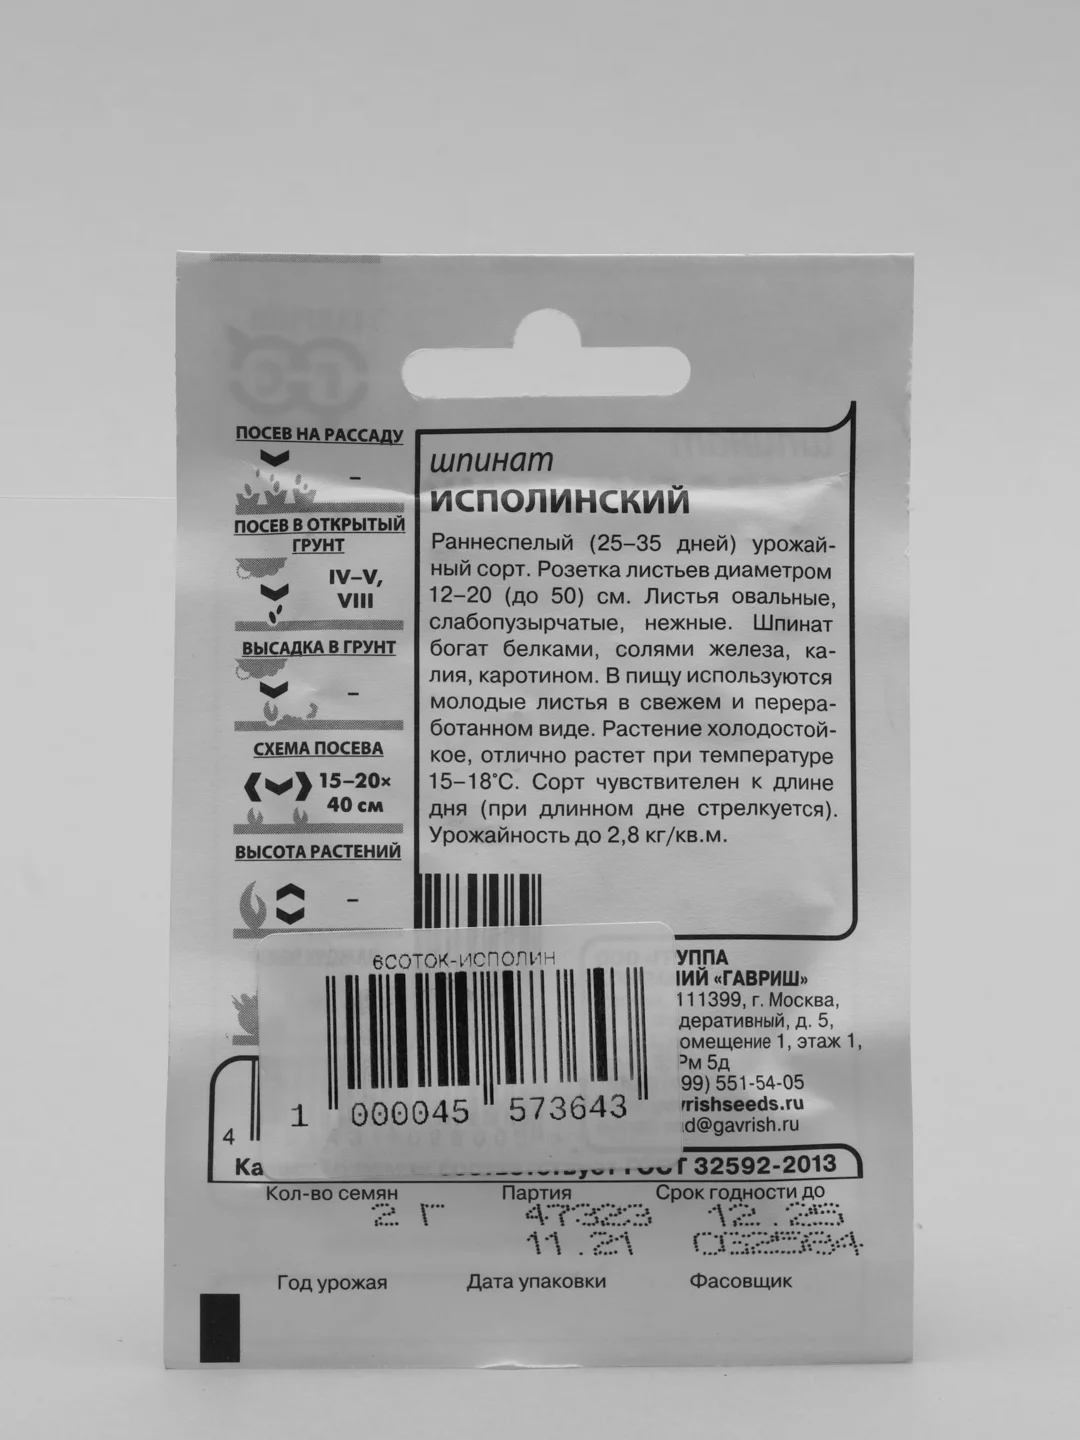 ПОСЕВ НА РАССАДУ
–
ПОСЕВ В ОТКРЫТЫЙ
ГРУНТ
IV–V,
VIII
ВЫСАДКА В ГРУНТ
–
СХЕМА ПОСЕВА
15–20×
40 см
ВЫСОТА РАСТЕНИЙ
–
шпинат
ИСПОЛИНСКИЙ
Раннеспелый (25–35 дней) урожай-
ный сорт. Розетка листьев диаметром
12–20 (до 50) см. Листья овальные,
слабопузырчатые, нежные. Шпинат
богат белками, солями железа, ка-
лия, каротином. В пищу используются
молодые листья в свежем и перера-
ботанном виде. Растение холодостой-
кое, отлично растет при температуре
15–18°С. Сорт чувствителен к длине
дня (при длинном дне стрелкуется).
Урожайность до 2,8 кг/кв.м.
6соток-исполин
1 000045 573643
УППА
ИЙ «ГАВРИШ»
111399, г. Москва,
деративный, д. 5,
омещение 1, этаж 1,
Рм 5д
99) 551-54-05
rishseeds.ru
d@gavrish.ru
4
Ка
ГОСТ 32592-2013
Кол-во семян Партия Срок годности до
2 Г 47323 12.25
11.21 032584
Год урожая Дата упаковки Фасовщик